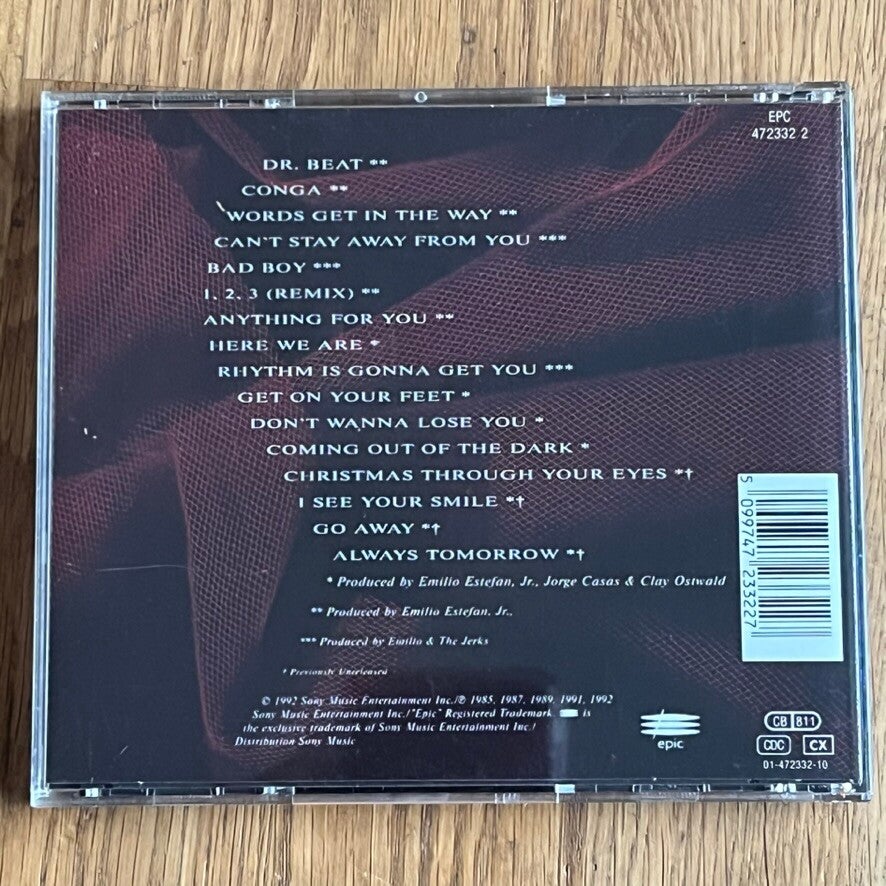 EPC
472332 2
DR. BEAT **
CONGA **
WORDS GET IN THE WAY **
CAN'T STAY AWAY FROM YOU ***
BAD BOY ***
1, 2, 3 (REMIX) **
ANYTHING FOR YOU **
HERE WE ARE *
RHYTHM IS GONNA GET YOU ***
GET ON YOUR FEET *
DON'T WANNA LOSE YOU *
COMING OUT OF THE DARK *
CHRISTMAS THROUGH YOUR EYES *†
I SEE YOUR SMILE *†
GO AWAY *†
ALWAYS TOMORROW *†
* Produced by Emilio Estefan, Jr., Jorge Casas & Clay Ostwald
** Produced by Emilio Estefan, Jr.,
*** Produced by Emilio & The Jerks
† Previously Unreleased
5 099747 233227
© 1992 Sony Music Entertainment Inc./℗ 1985, 1987, 1989, 1991, 1992
Sony Music Entertainment Inc./"Epic" Registered Trademark. is
the exclusive trademark of Sony Music Entertainment Inc./
Distribution Sony Music
epic
CB 811
CDC CX
01-472332-10